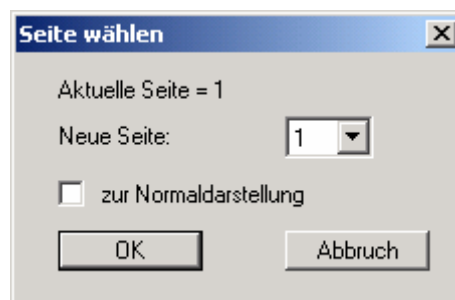 Seite wählen
Aktuelle Seite = 1
Neue Seite: 1
zur Normaldarstellung
OK Abbruch